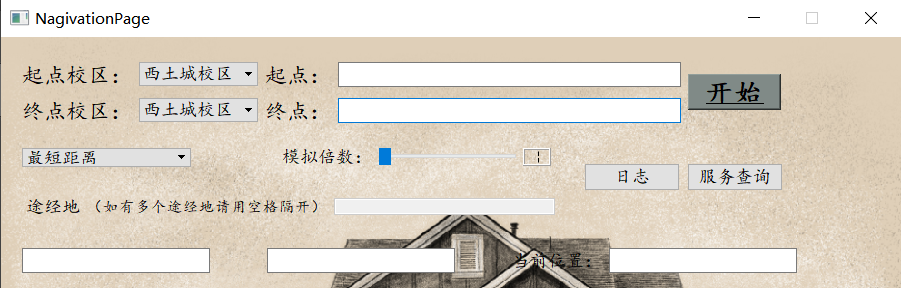 NagivationPage
起点校区： 西土城校区 起点：
终点校区： 西土城校区 终点：
开始
最短距离 模拟倍数：
日志 服务查询
途经地 （如有多个途经地请用空格隔开）
当前位置：